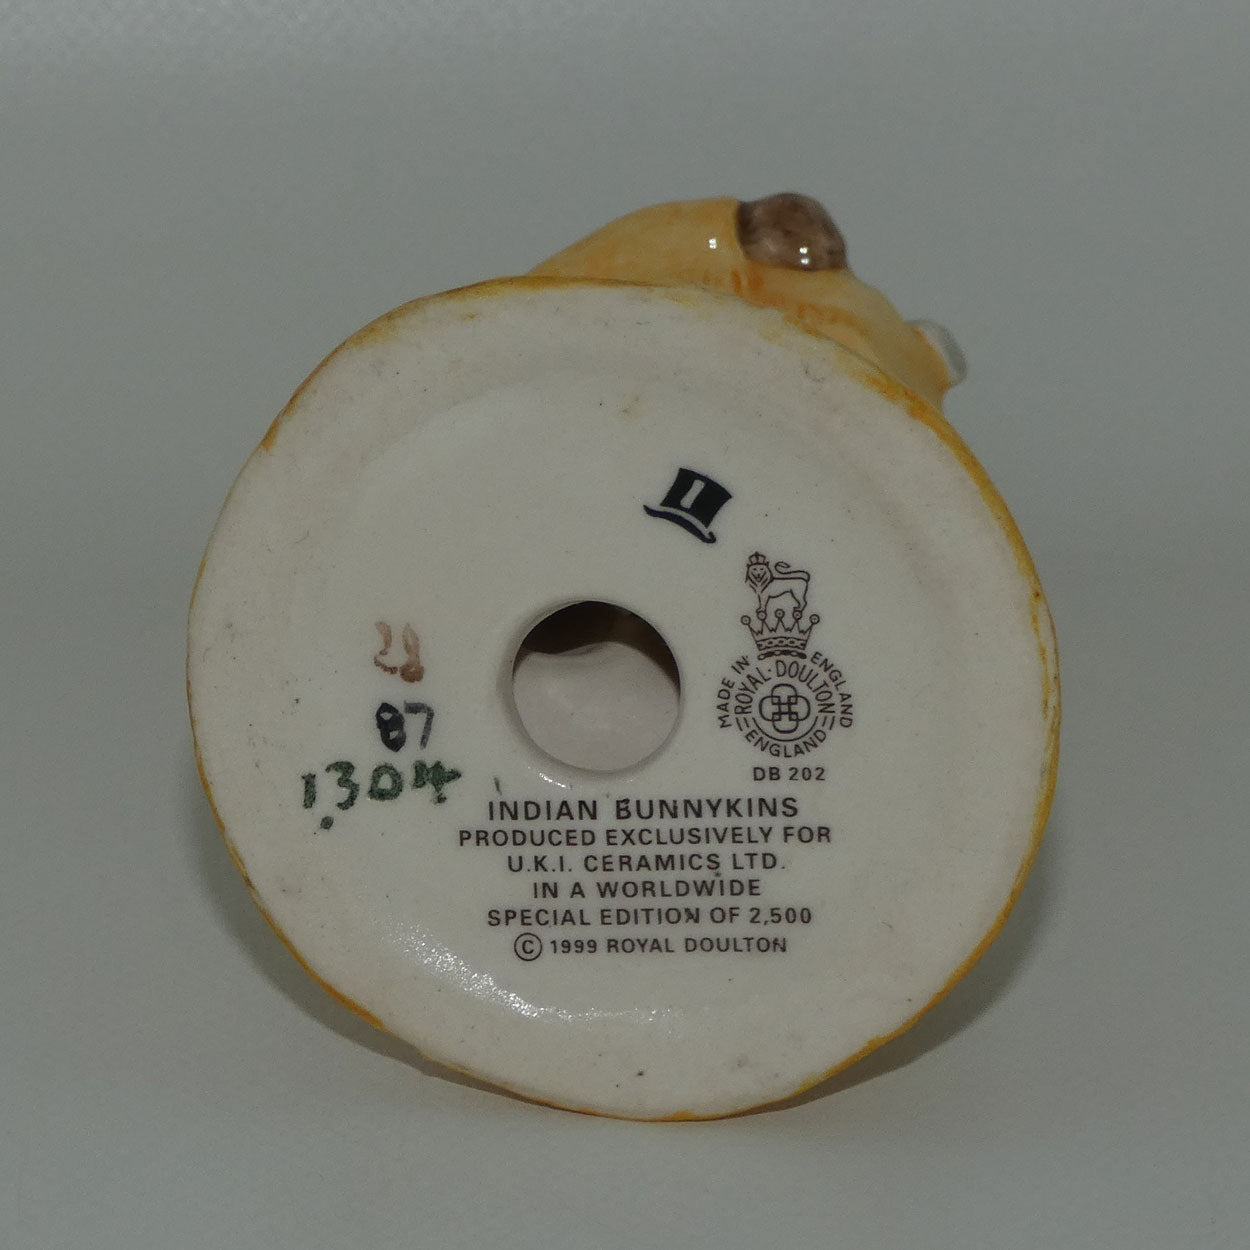 1
MADE IN ENGLAND
ROYAL · DOULTON
ENGLAND
DB 202
28
87
1304
INDIAN BUNNYKINS
PRODUCED EXCLUSIVELY FOR
U.K.I. CERAMICS LTD.
IN A WORLDWIDE
SPECIAL EDITION OF 2,500
© 1999 ROYAL DOULTON